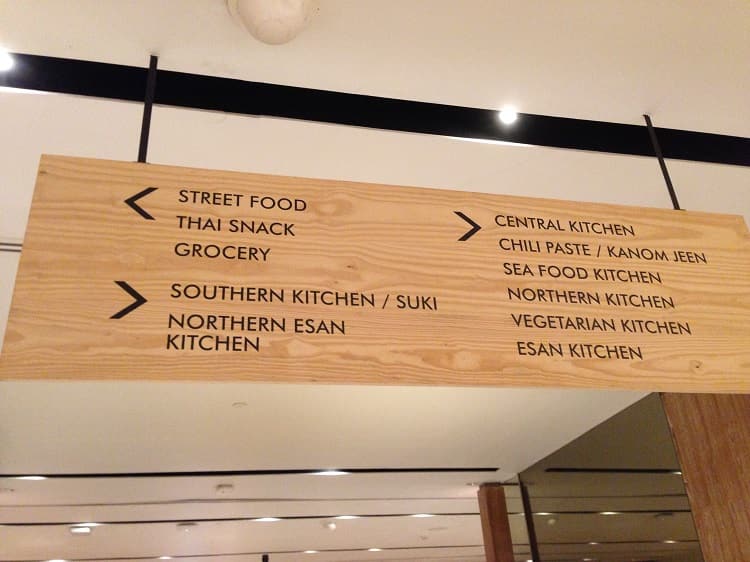 STREET FOOD
THAI SNACK
GROCERY
SOUTHERN KITCHEN / SUKI
NORTHERN ESAN
KITCHEN
CENTRAL KITCHEN
CHILI PASTE / KANOM JEEN
SEA FOOD KITCHEN
NORTHERN KITCHEN
VEGETARIAN KITCHEN
ESAN KITCHEN